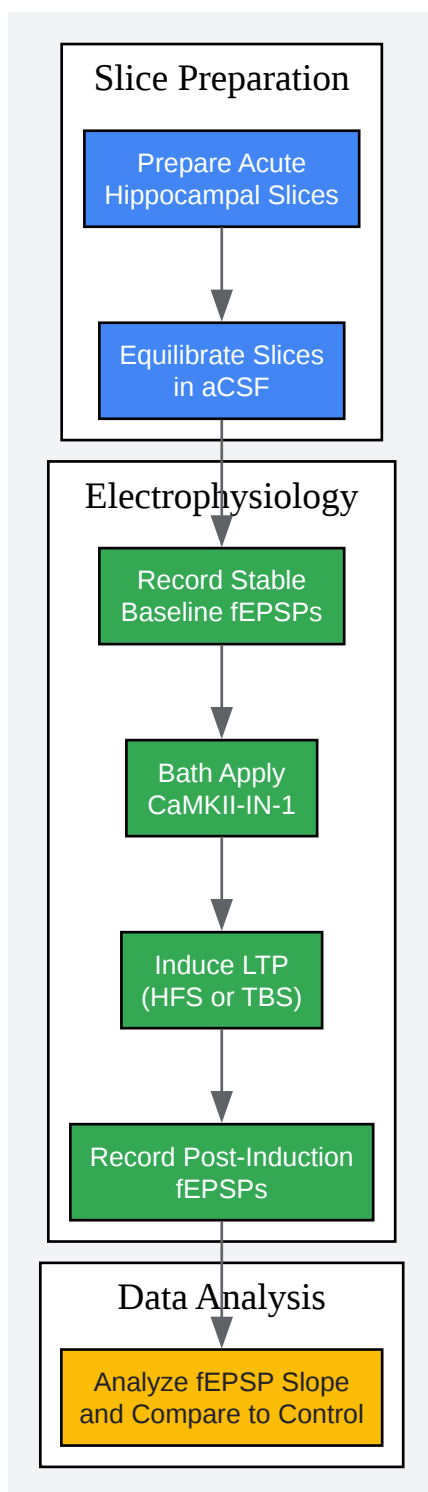 Slice Preparation
Prepare Acute
Hippocampal Slices
Equilibrate Slices
in aCSF
Electrophysiology
Record Stable
Baseline fEPSPs
Bath Apply
CaMKII-IN-1
Induce LTP
(HFS or TBS)
Record Post-Induction
fEPSPs
Data Analysis
Analyze fEPSP Slope
and Compare to Control